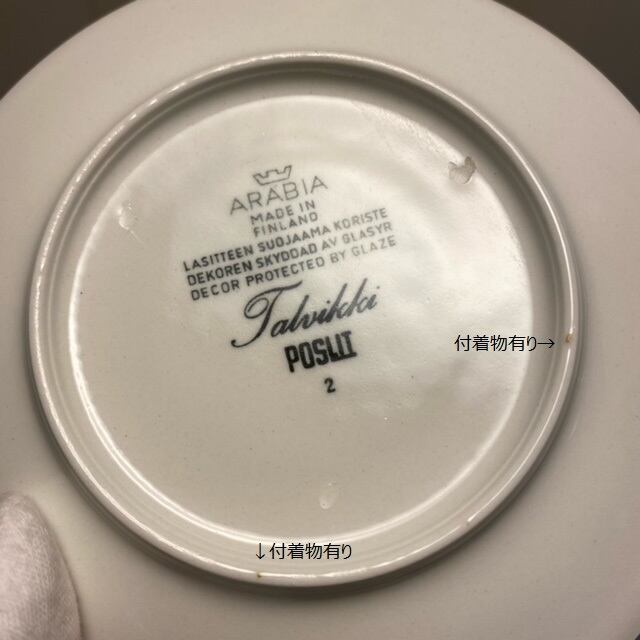 ARABIA
MADE IN
FINLAND
LASITTEEN SUOJAAMA KORISTE
DEKOREN SKYDDAD AV GLASYR
DECOR PROTECTED BY GLAZE
Talvikki
POSLII
2
付着物有り→
↓付着物有り